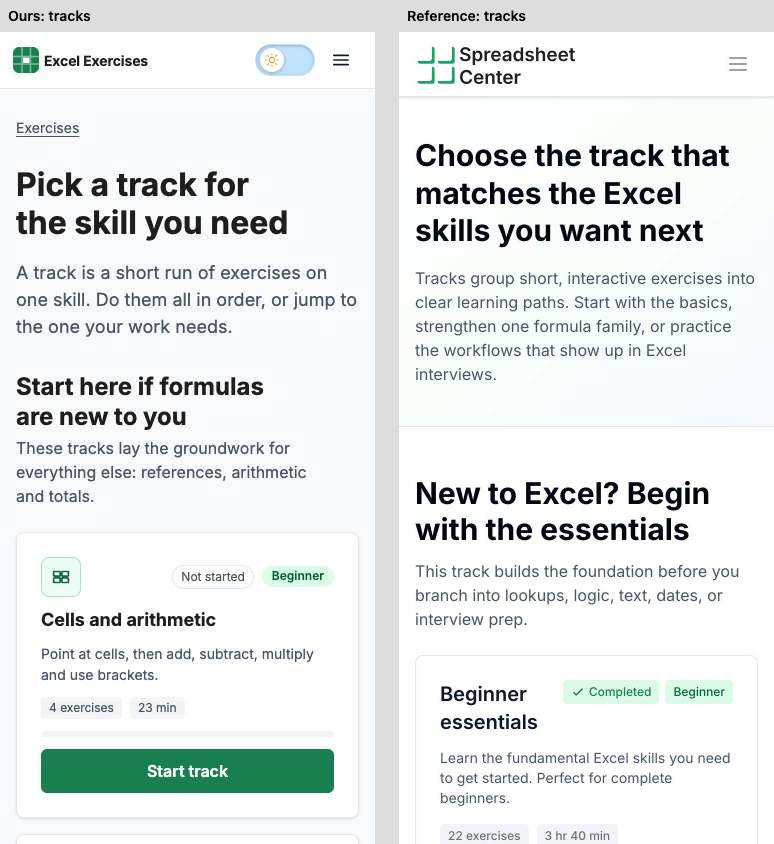 Ours: tracks
Excel Exercises
Exercises
Pick a track for
the skill you need
A track is a short run of exercises on
one skill. Do them all in order, or jump to
the one your work needs.
Start here if formulas
are new to you
These tracks lay the groundwork for
everything else: references, arithmetic
and totals.
Not started
Beginner
Cells and arithmetic
Point at cells, then add, subtract, multiply
and use brackets.
4 exercises
23 min
Start track
Reference: tracks
Spreadsheet
Center
Choose the track that
matches the Excel
skills you want next
Tracks group short, interactive exercises into
clear learning paths. Start with the basics,
strengthen one formula family, or practice
the workflows that show up in Excel
interviews.
New to Excel? Begin
with the essentials
This track builds the foundation before you
branch into lookups, logic, text, dates, or
interview prep.
Beginner
essentials
Completed
Beginner
Learn the fundamental Excel skills you need
to get started. Perfect for complete
beginners.
22 exercises
3 hr 40 min